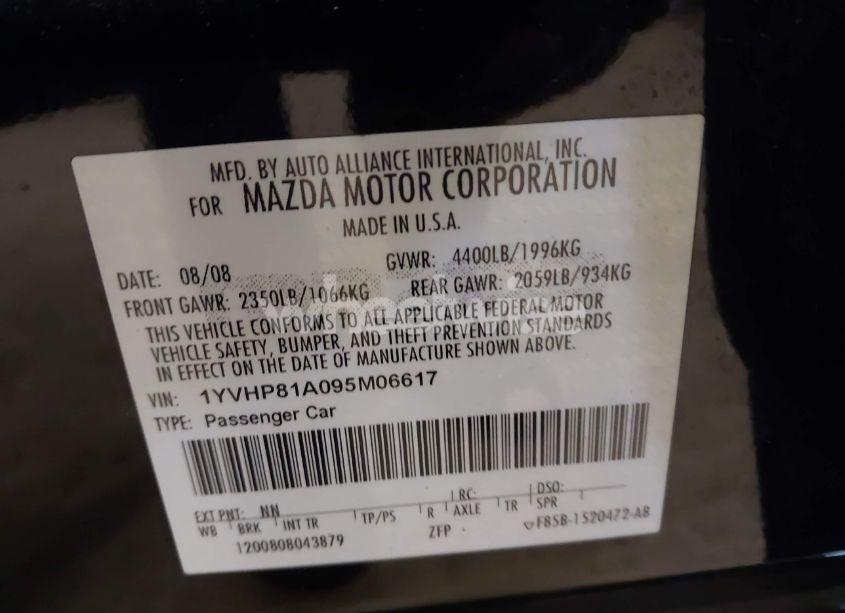 MFD. BY AUTO ALLIANCE INTERNATIONAL, INC.
FOR MAZDA MOTOR CORPORATION
MADE IN U.S.A.
DATE: 08/08 GVWR: 4400LB/1996KG
FRONT GAWR: 2350LB/1066KG REAR GAWR: 2059LB/934KG
THIS VEHICLE CONFORMS TO ALL APPLICABLE FEDERAL MOTOR
VEHICLE SAFETY, BUMPER, AND THEFT PREVENTION STANDARDS
IN EFFECT ON THE DATE OF MANUFACTURE SHOWN ABOVE.
VIN: 1YVHP81A095M06617
TYPE: Passenger Car
EXT PNT: NN RC: DSO:
WB BRK INT TR TP/PS R AXLE TR SPR
1200808043879 ZFP F85B-1520472-AB